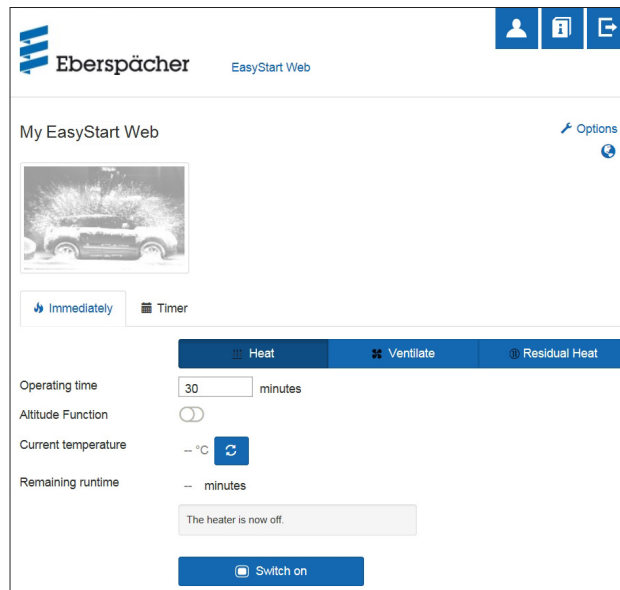 Eberspächer
EasyStart Web
My EasyStart Web
Options
Immediately
Timer
Heat
Ventilate
Residual Heat
Operating time
30 minutes
Altitude Function
Current temperature
-- °C
Remaining runtime
-- minutes
The heater is now off.
Switch on